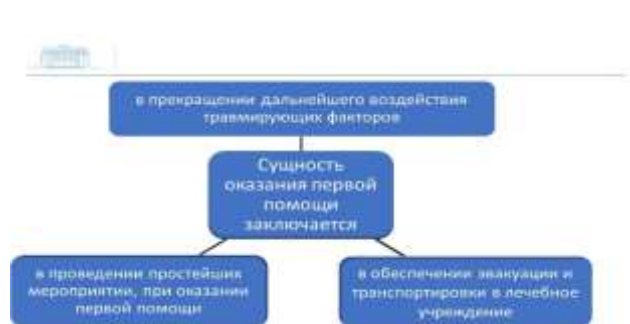 в прекращении дальнейшего воздействия
травмирующих факторов
Сущность
оказания первой
помощи
заключается
в проведении простейших
мероприятии, при оказании
первой помощи
в обеспечении эвакуации и
транспортировки в лечебное
учреждение